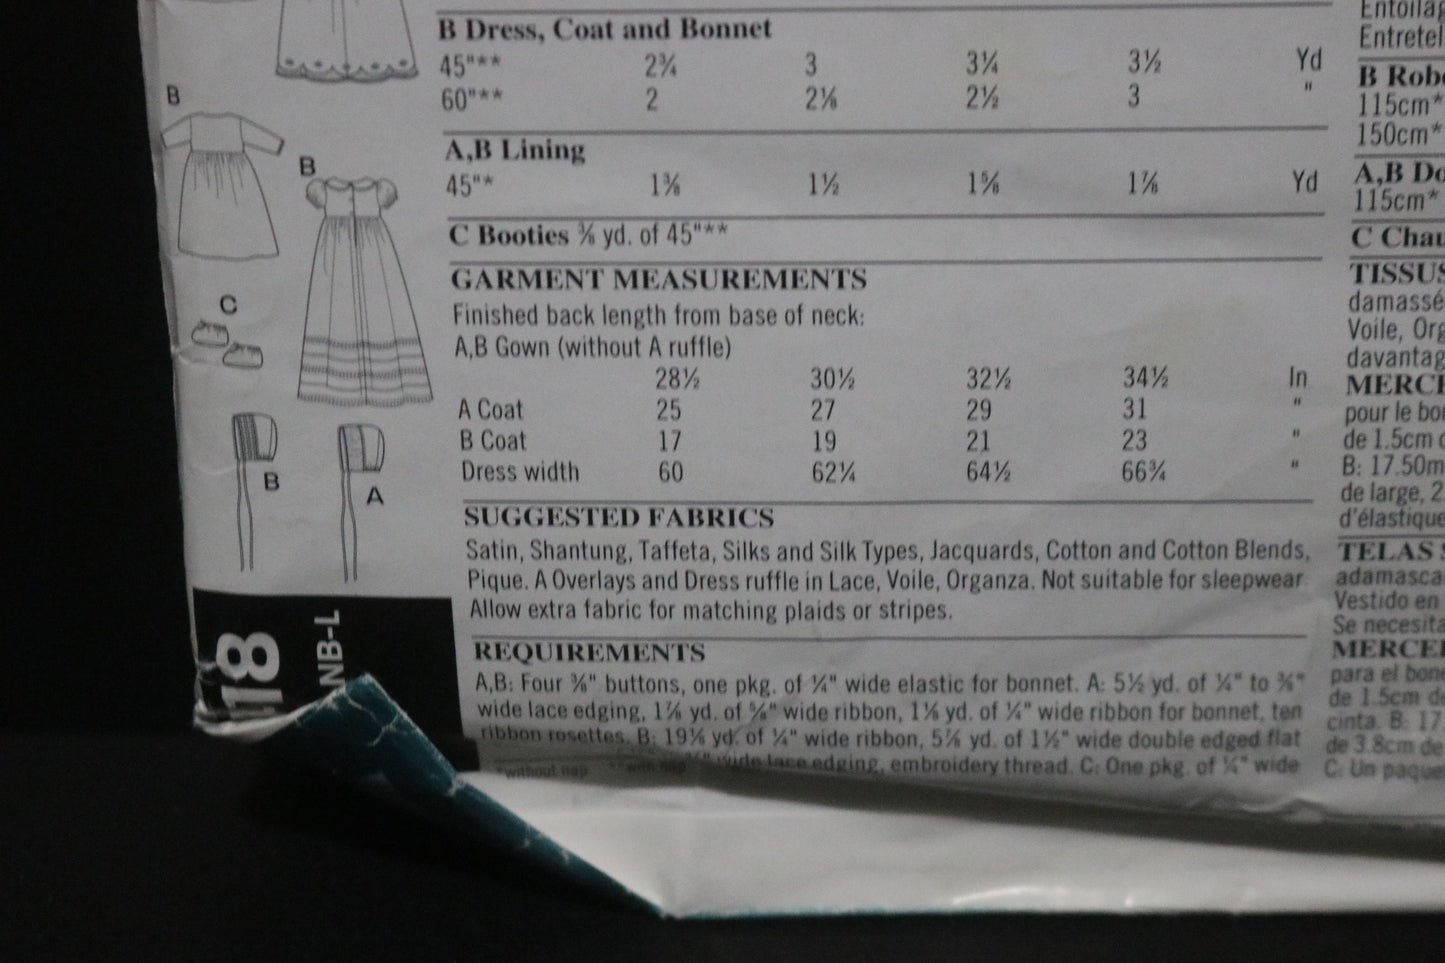 B Dress, Coat and Bonnet
45"** 2¾ 3 3¼ 3½ Yd
60"** 2 2⅛ 2½ 3 "
A,B Lining
45"* 1⅜ 1½ 1⅝ 1⅞ Yd
C Booties ⅜ yd. of 45"**
GARMENT MEASUREMENTS
Finished back length from base of neck:
A,B Gown (without A ruffle)
28½ 30½ 32½ 34½ In
A Coat 25 27 29 31 "
B Coat 17 19 21 23 "
Dress width 60 62¼ 64½ 66¾ "
SUGGESTED FABRICS
Satin, Shantung, Taffeta, Silks and Silk Types, Jacquards, Cotton and Cotton Blends,
Pique. A Overlays and Dress ruffle in Lace, Voile, Organza. Not suitable for sleepwear.
Allow extra fabric for matching plaids or stripes.
REQUIREMENTS
A,B: Four ⅜" buttons, one pkg. of ¼" wide elastic for bonnet. A: 5½ yd. of ¼" to ⅜"
wide lace edging, 1⅞ yd. of ⅝" wide ribbon, 1⅛ yd. of ¼" wide ribbon for bonnet, ten
ribbon rosettes. B: 19⅛ yd. of ¼" wide ribbon, 5⅞ yd. of 1½" wide double edged flat
wide lace edging, embroidery thread. C: One pkg. of ¼" wide
*without nap **with nap
B
B
C
B
A
18
NB-L
Entoilag
Entretel
B Robe
115cm*
150cm*
A,B Do
115cm*
C Chau
TISSUS
damassé
Voile, Org
davantag
MERCE
pour le bon
de 1.5cm d
B: 17.50m
de large, 2
d'élastique
TELAS S
adamasca
Vestido en
Se necesita
MERCER
para el bone
de 1.5cm de
cinta. B: 17
de 3.8cm de
C: Un paque